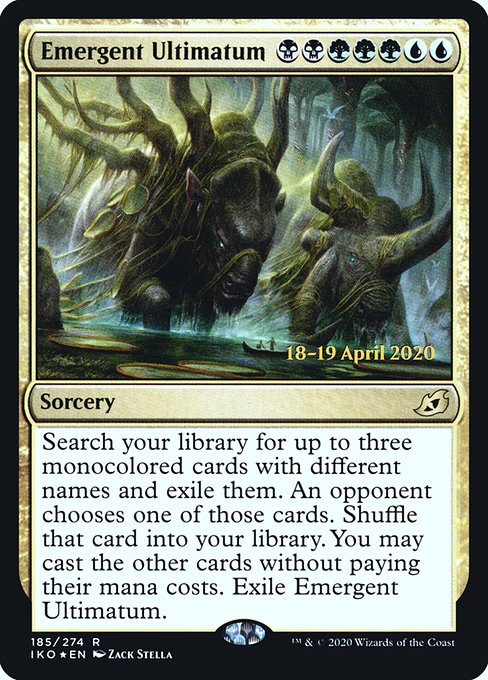 Emergent Ultimatum
18-19 April 2020
Sorcery
Search your library for up to three
monocolored cards with different
names and exile them. An opponent
chooses one of those cards. Shuffle
that card into your library. You may
cast the other cards without paying
their mana costs. Exile Emergent
Ultimatum.
185/274 R
IKO★EN Zack Stella
™ & © 2020 Wizards of the Coast